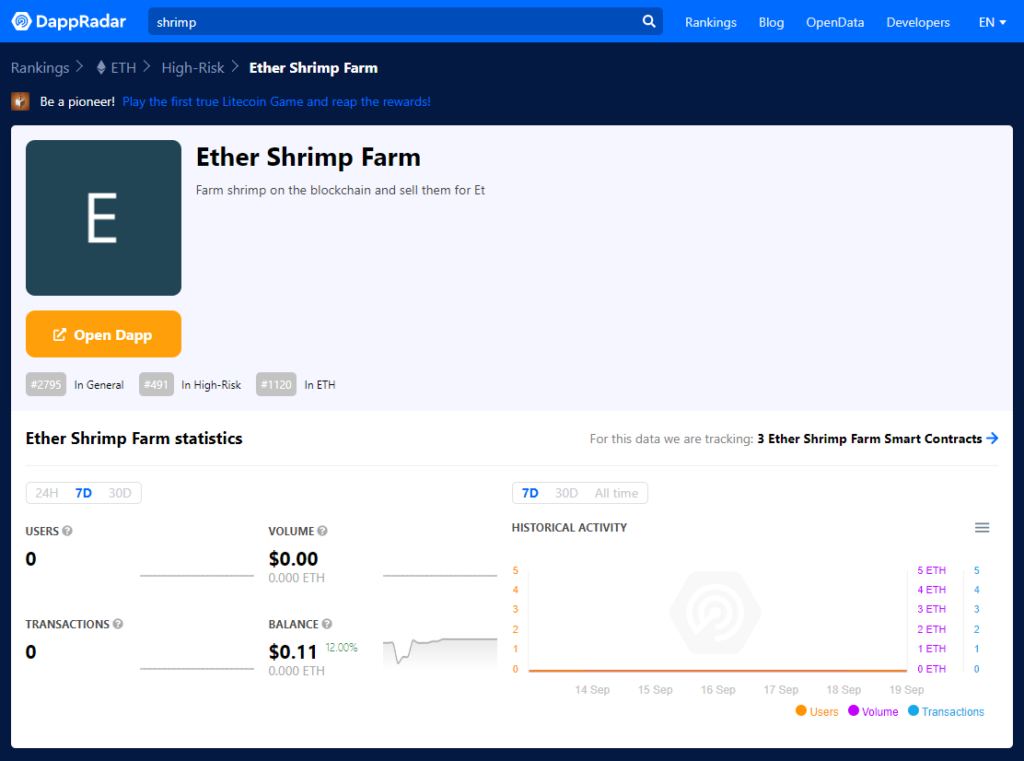 DappRadar shrimp Rankings Blog OpenData Developers EN
Rankings ETH High-Risk Ether Shrimp Farm
Be a pioneer! Play the first true Litecoin Game and reap the rewards!
E
Ether Shrimp Farm
Farm shrimp on the blockchain and sell them for Et
Open Dapp
#2795 In General #491 In High-Risk #1120 In ETH
Ether Shrimp Farm statistics
For this data we are tracking: 3 Ether Shrimp Farm Smart Contracts
24H 7D 30D
USERS
0
VOLUME
$0.00
0.000 ETH
TRANSACTIONS
0
BALANCE
$0.11 12.00%
0.000 ETH
7D 30D All time
HISTORICAL ACTIVITY
5 5 ETH 5
4 4 ETH 4
3 3 ETH 3
2 2 ETH 2
1 1 ETH 1
0 0 ETH 0
14 Sep 15 Sep 16 Sep 17 Sep 18 Sep 19 Sep
Users Volume Transactions